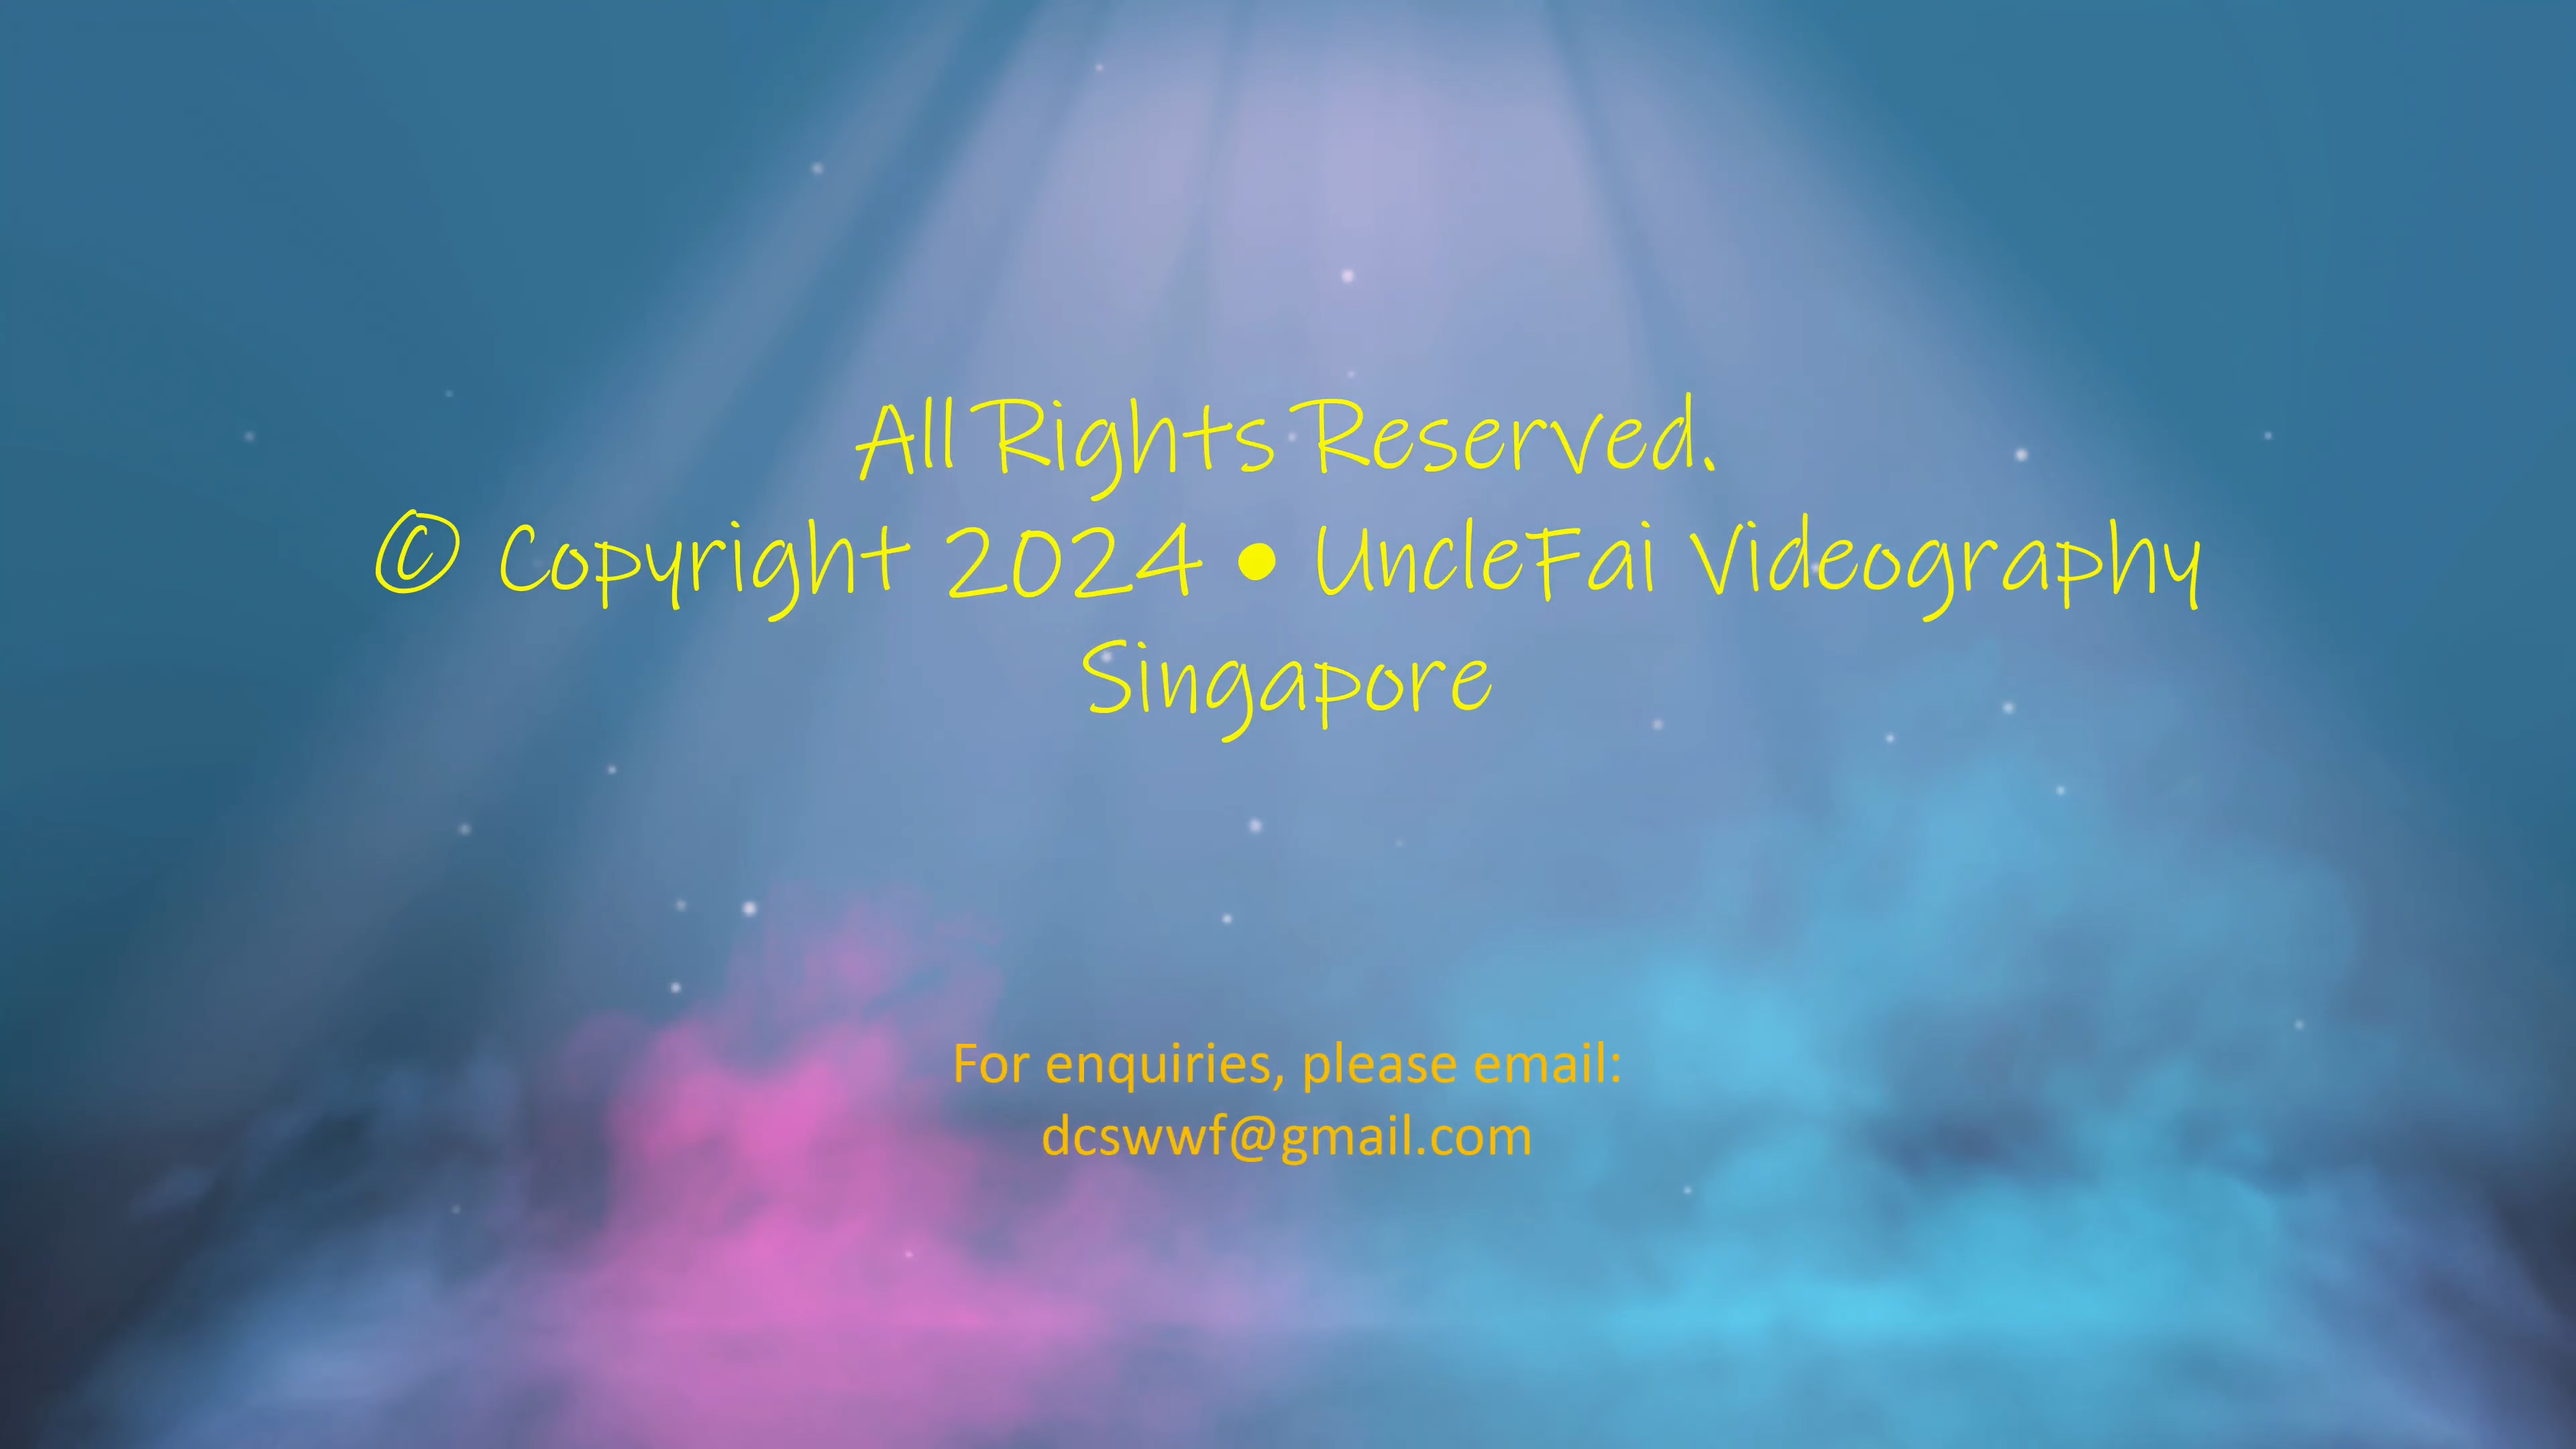 All Rights Reserved.
© Copyright 2024 • UncleFai Videography
Singapore
For enquiries, please email:
dcswwf@gmail.com